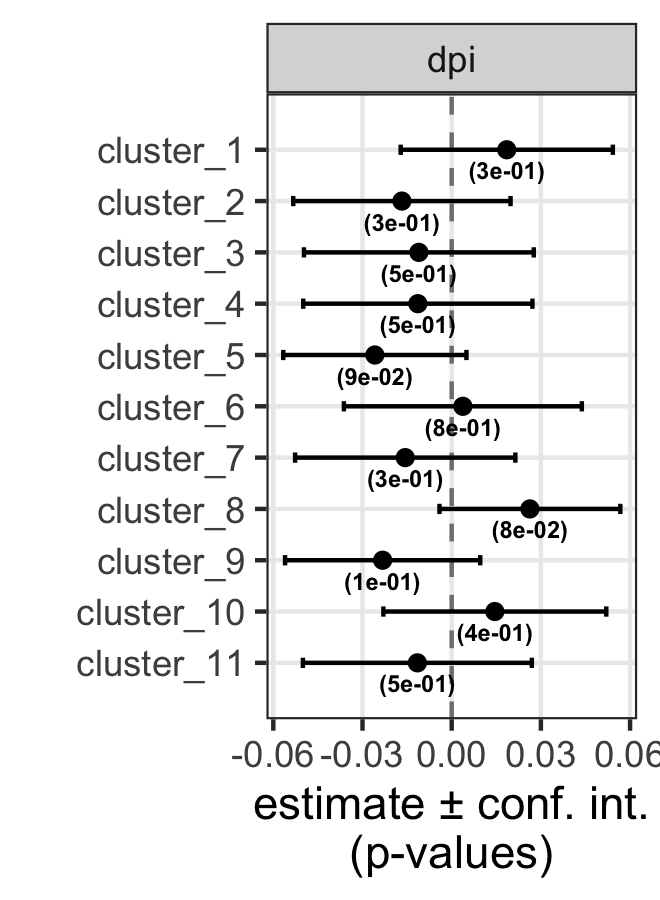 dpi
cluster_1
(3e-01)
cluster_2
(3e-01)
cluster_3
(5e-01)
cluster_4
(5e-01)
cluster_5
(9e-02)
cluster_6
(8e-01)
cluster_7
(3e-01)
cluster_8
(8e-02)
cluster_9
(1e-01)
cluster_10
(4e-01)
cluster_11
(5e-01)
-0.06 -0.03 0.00 0.03 0.06
estimate ± conf. int.
(p-values)